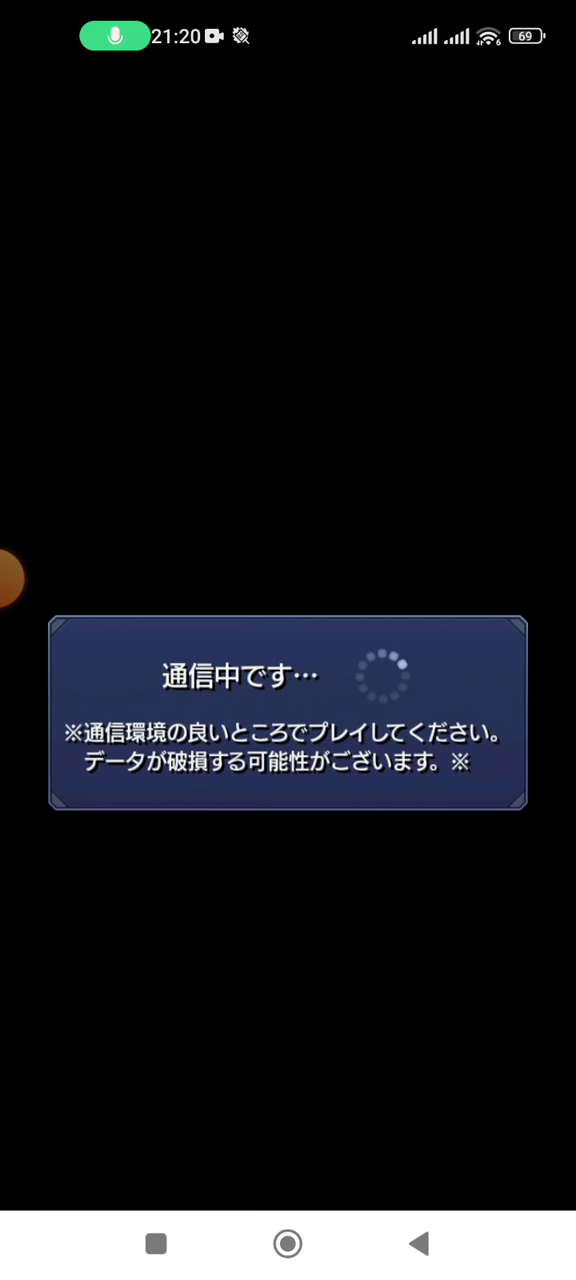 21:20
69
通信中です…
※通信環境の良いところでプレイしてください。
データが破損する可能性がございます。※